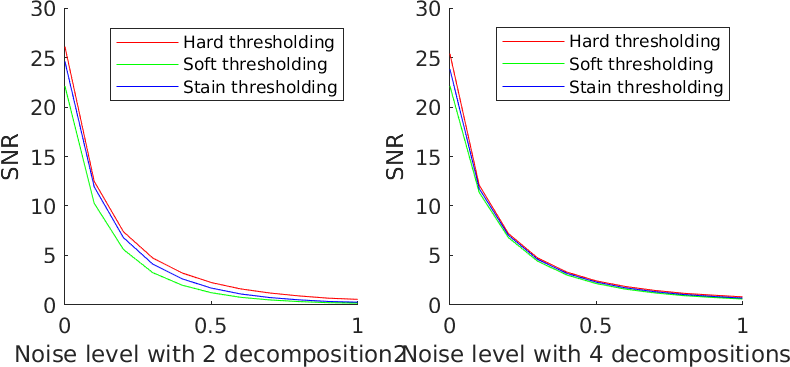 30
25
20
15
10
5
0
SNR
Hard thresholding
Soft thresholding
Stain thresholding
0 0.5 1
Noise level with 2 decomposition2
30
25
20
15
10
5
0
SNR
Hard thresholding
Soft thresholding
Stain thresholding
0 0.5 1
Noise level with 4 decompositions